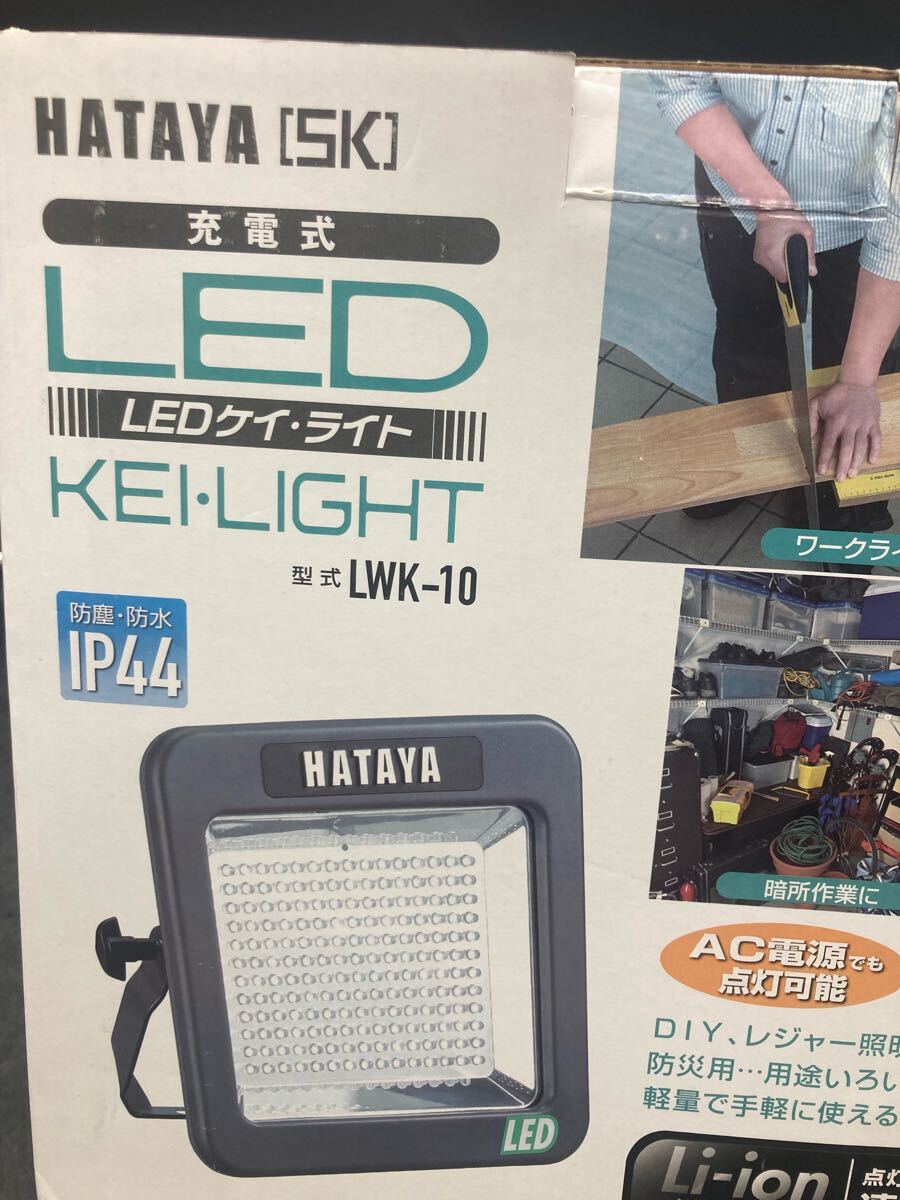 HATAYA [SK]
充電式
LED
LEDケイ・ライト
KEI・LIGHT
型式 LWK-10
防塵・防水
IP44
HATAYA
LED
ワークライ
暗所作業に
AC電源でも
点灯可能
DIY、レジャー照明
防災用…用途いろい
軽量で手軽に使える
Li-ion
点灯